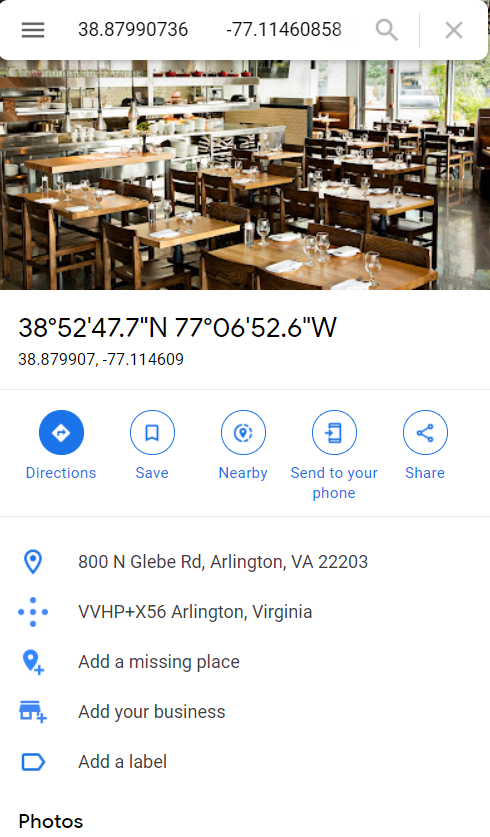 38.87990736 -77.11460858
38°52'47.7"N 77°06'52.6"W
38.879907, -77.114609
Directions
Save
Nearby
Send to your
phone
Share
800 N Glebe Rd, Arlington, VA 22203
VVHP+X56 Arlington, Virginia
Add a missing place
Add your business
Add a label
Photos